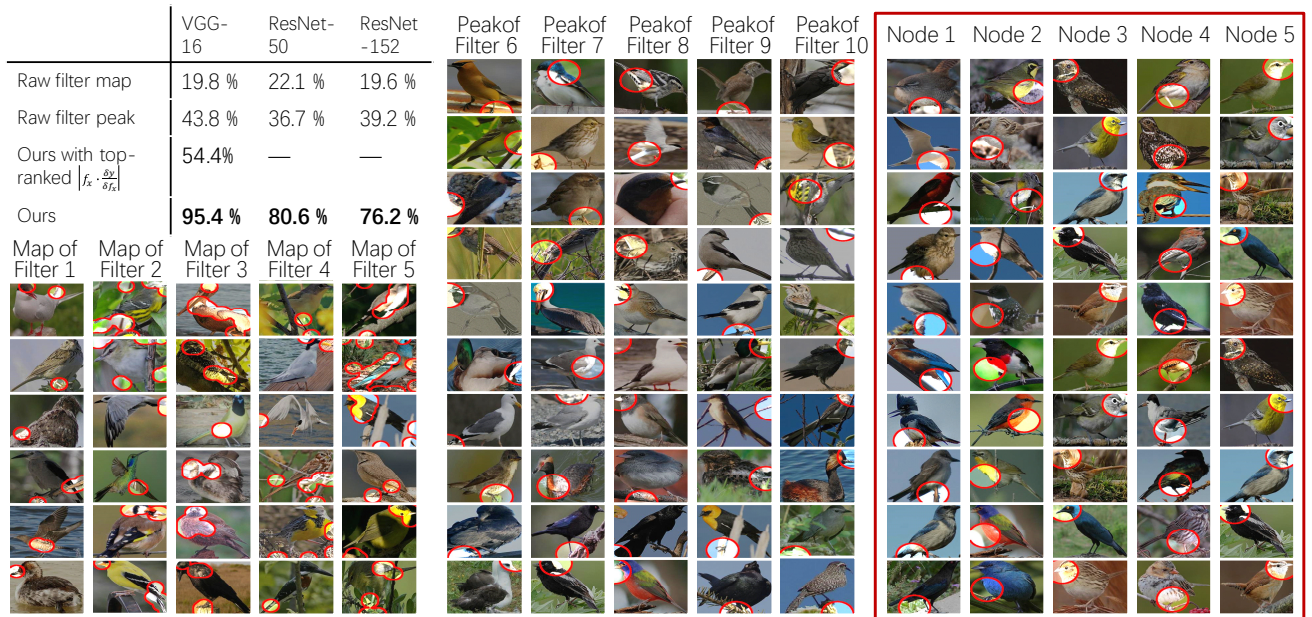 VGG-
16
ResNet-
50
ResNet
-152
Raw filter map 19.8 % 22.1 % 19.6 %
Raw filter peak 43.8 % 36.7 % 39.2 %
Ours with top-
ranked |f_x · δy/δf_x| 54.4% — —
Ours 95.4 % 80.6 % 76.2 %
Map of
Filter 1
Map of
Filter 2
Map of
Filter 3
Map of
Filter 4
Map of
Filter 5
Peakof
Filter 6
Peakof
Filter 7
Peakof
Filter 8
Peakof
Filter 9
Peakof
Filter 10
Node 1 Node 2 Node 3 Node 4 Node 5